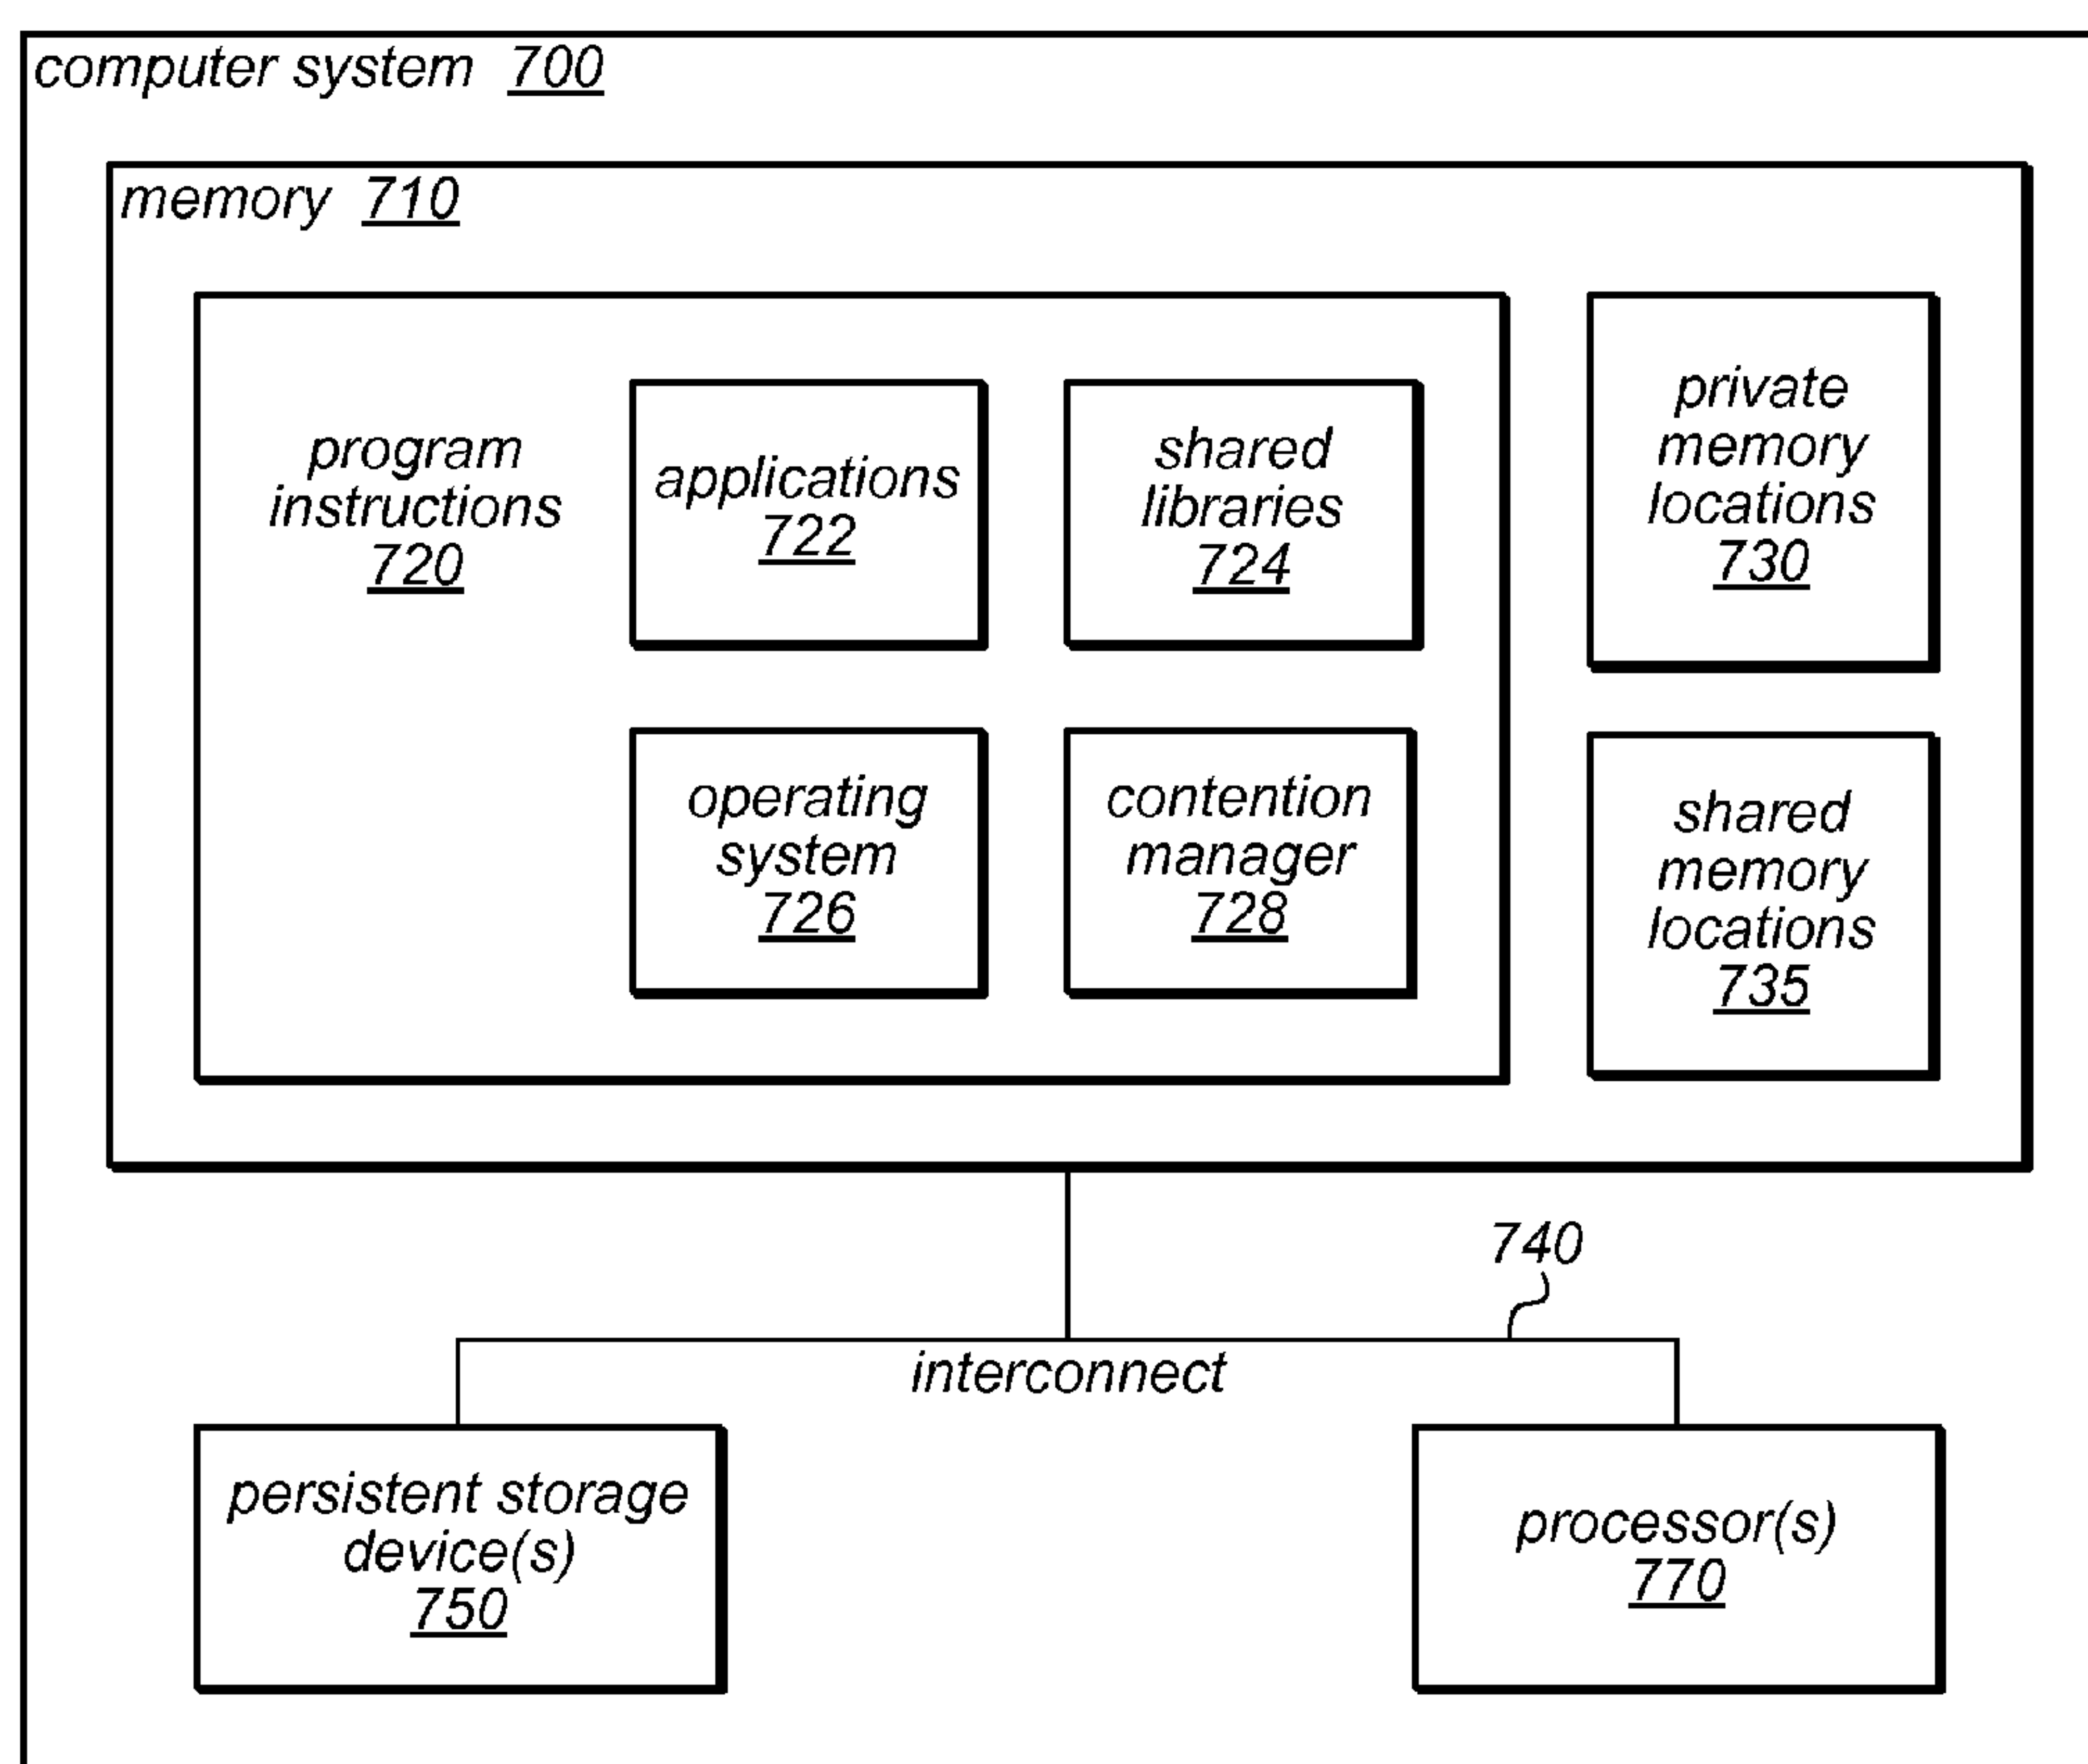 computer system 700
memory 710
program
instructions
720
applications
722
shared
libraries
724
operating
system
726
contention
manager
728
private
memory
locations
730
shared
memory
locations
735
740
interconnect
persistent storage
device(s)
750
processor(s)
770